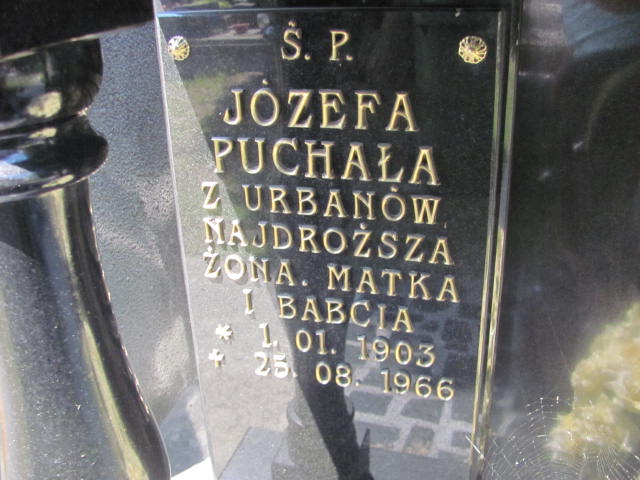 Ś. P.
JÓZEFA
PUCHAŁA
Z URBANÓW
NAJDROŻSZA
ŻONA. MATKA
I BABCIA
* 1. 01. 1903
+ 25. 08. 1966